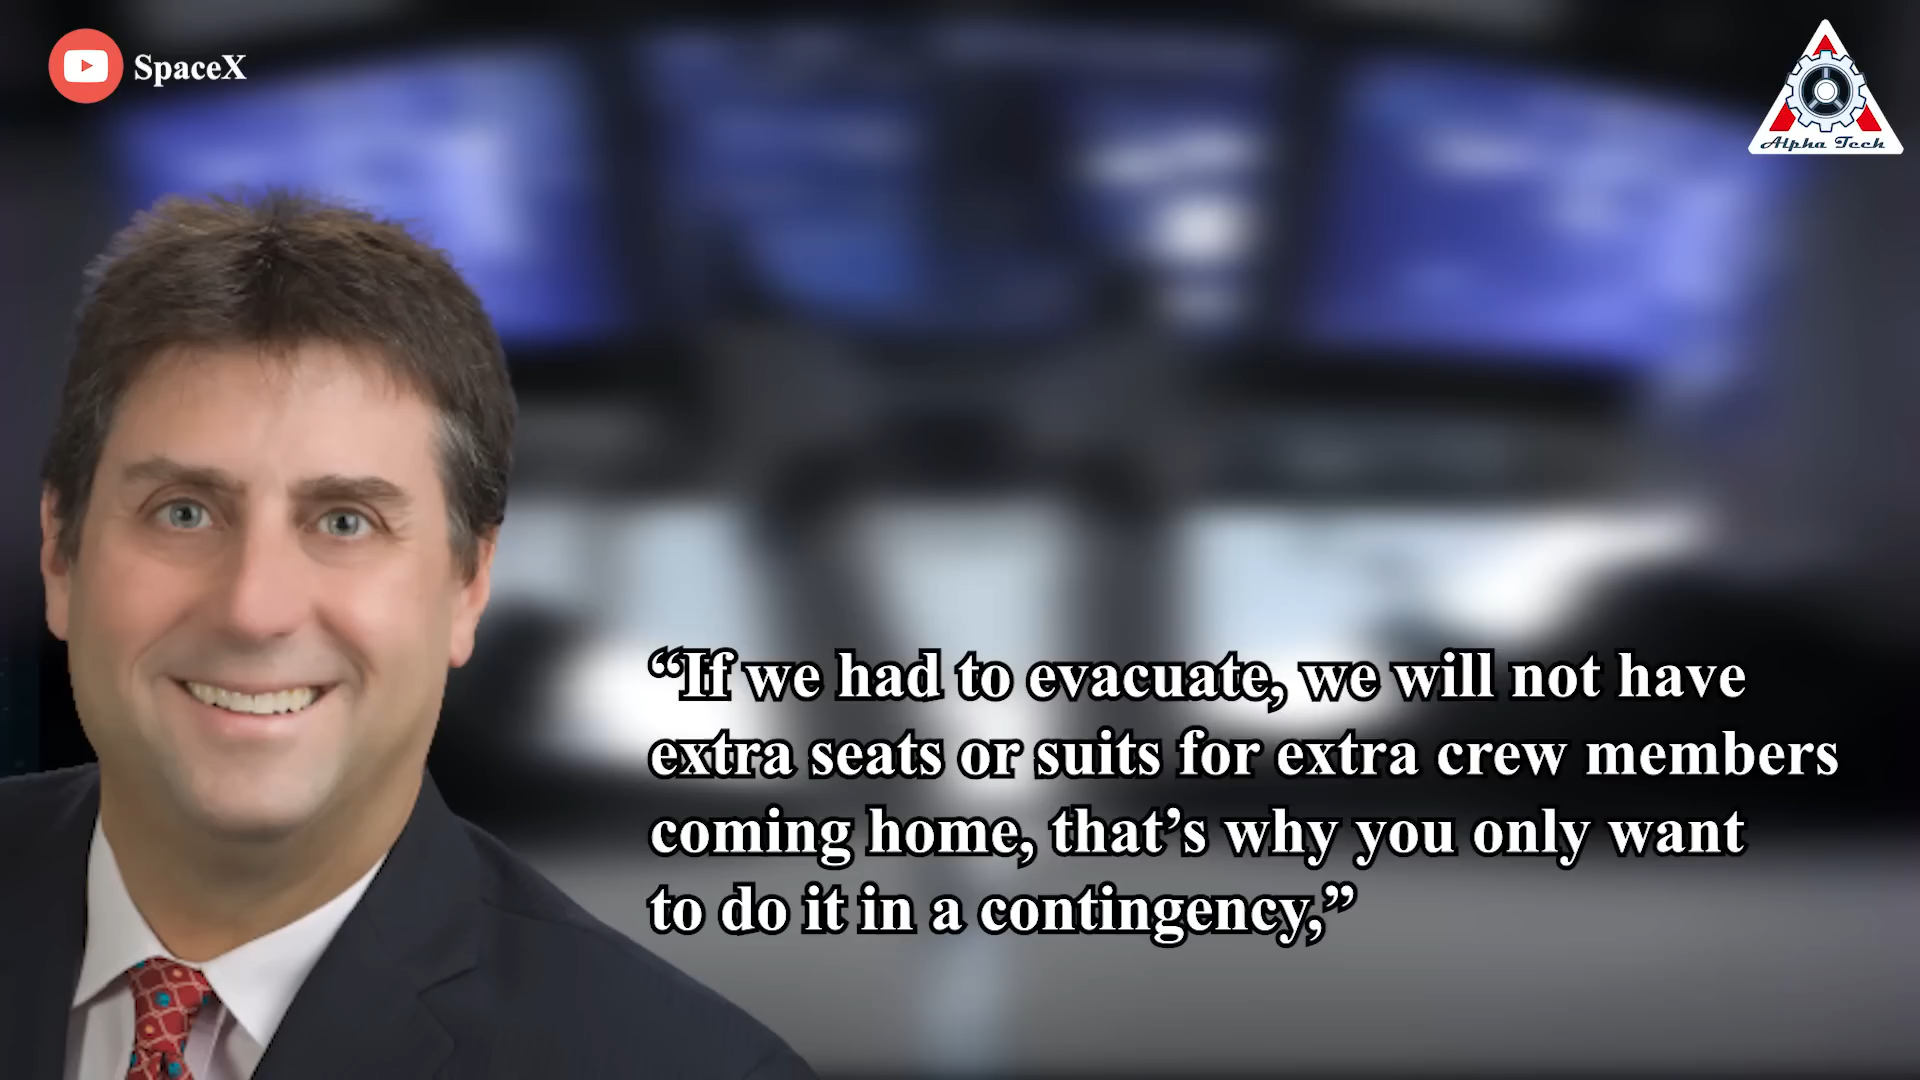 SpaceX
Alpha Tech
“If we had to evacuate, we will not have
extra seats or suits for extra crew members
coming home, that’s why you only want
to do it in a contingency,”